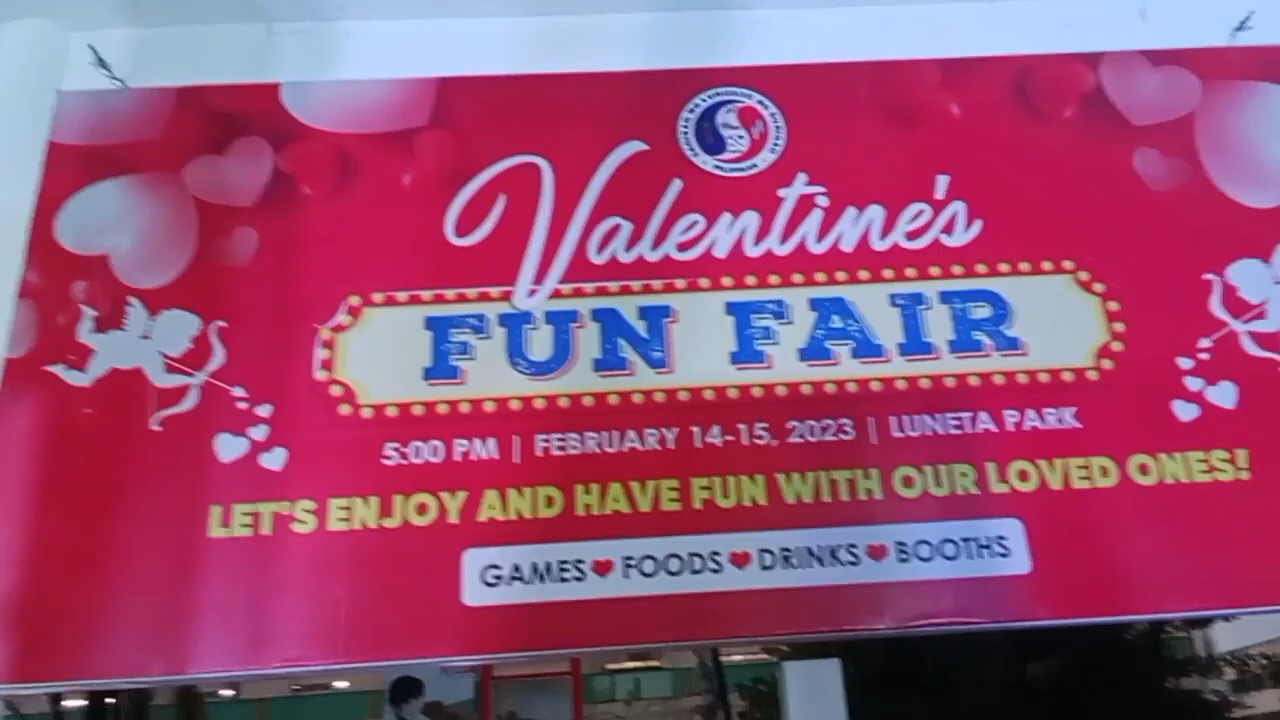 Valentine's
FUN FAIR
5:00 PM | FEBRUARY 14-15, 2023 | LUNETA PARK
LET'S ENJOY AND HAVE FUN WITH OUR LOVED ONES!
GAMES♥FOODS♥DRINKS♥BOOTHS